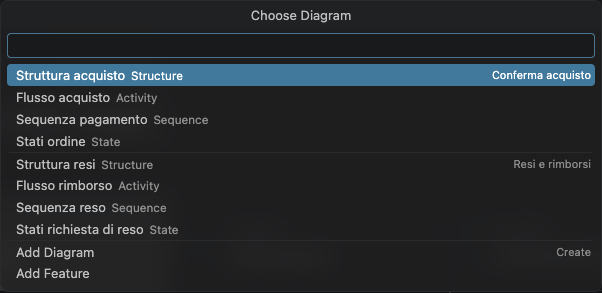 Choose Diagram
Struttura acquisto Structure Conferma acquisto
Flusso acquisto Activity
Sequenza pagamento Sequence
Stati ordine State
Struttura resi Structure Resi e rimborsi
Flusso rimborso Activity
Sequenza reso Sequence
Stati richiesta di reso State
Add Diagram Create
Add Feature